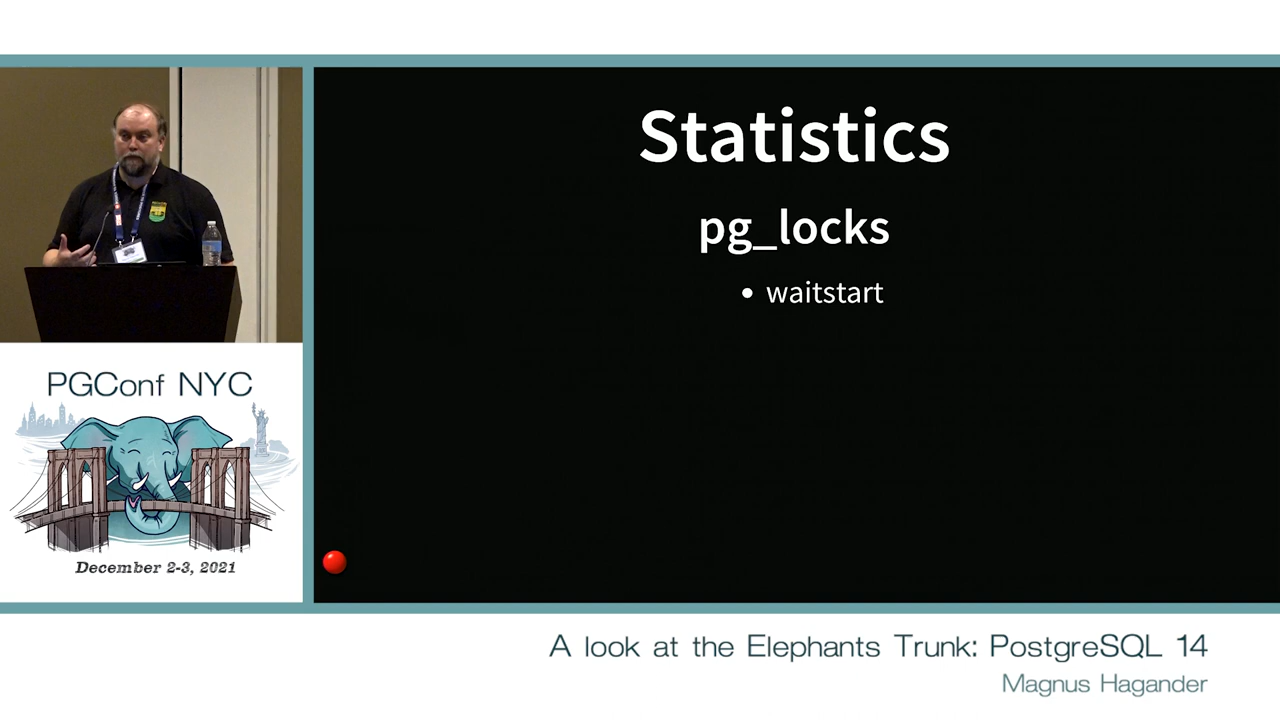 Statistics
pg_locks
• waitstart
PGConf NYC
December 2-3, 2021
A look at the Elephants Trunk: PostgreSQL 14
Magnus Hagander